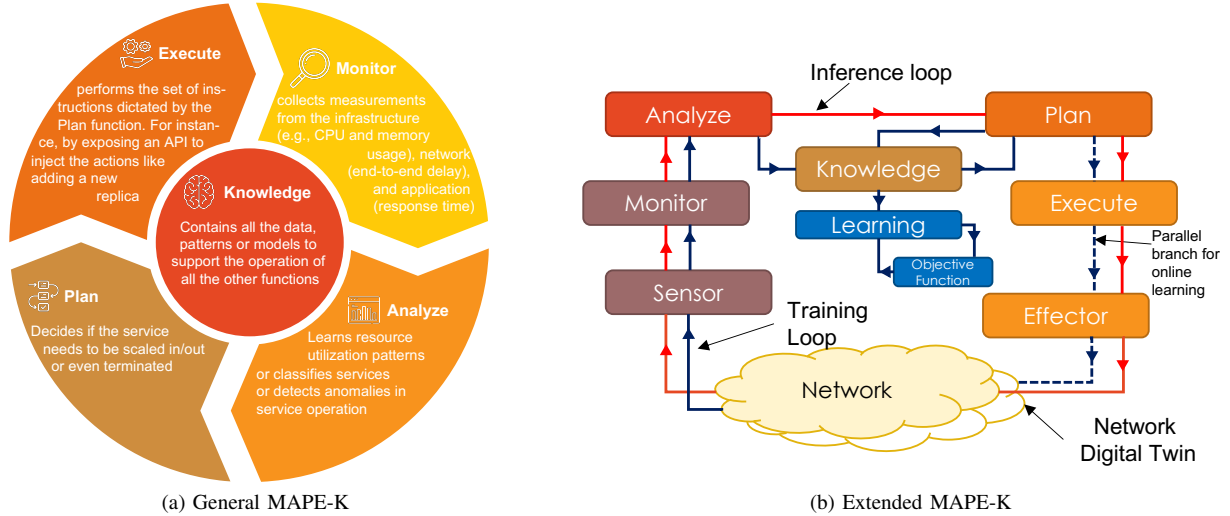 Execute
performs the set of ins-
tructions dictated by the
Plan function. For instan-
ce, by exposing an API to
inject the actions like
adding a new
replica
Monitor
collects measurements
from the infrastructure
(e.g., CPU and memory
usage), network
(end-to-end delay),
and application
(response time)
Knowledge
Contains all the data,
patterns or models to
support the operation of
all the other functions
Plan
Decides if the service
needs to be scaled in/out
or even terminated
Analyze
Learns resource
utilization patterns
or classifies services
or detects anomalies in
service operation
(a) General MAPE-K
Inference loop
Analyze
Plan
Knowledge
Monitor
Execute
Learning
Objective
Function
Parallel
branch for
online
learning
Sensor
Effector
Training
Loop
Network
Network
Digital Twin
(b) Extended MAPE-K